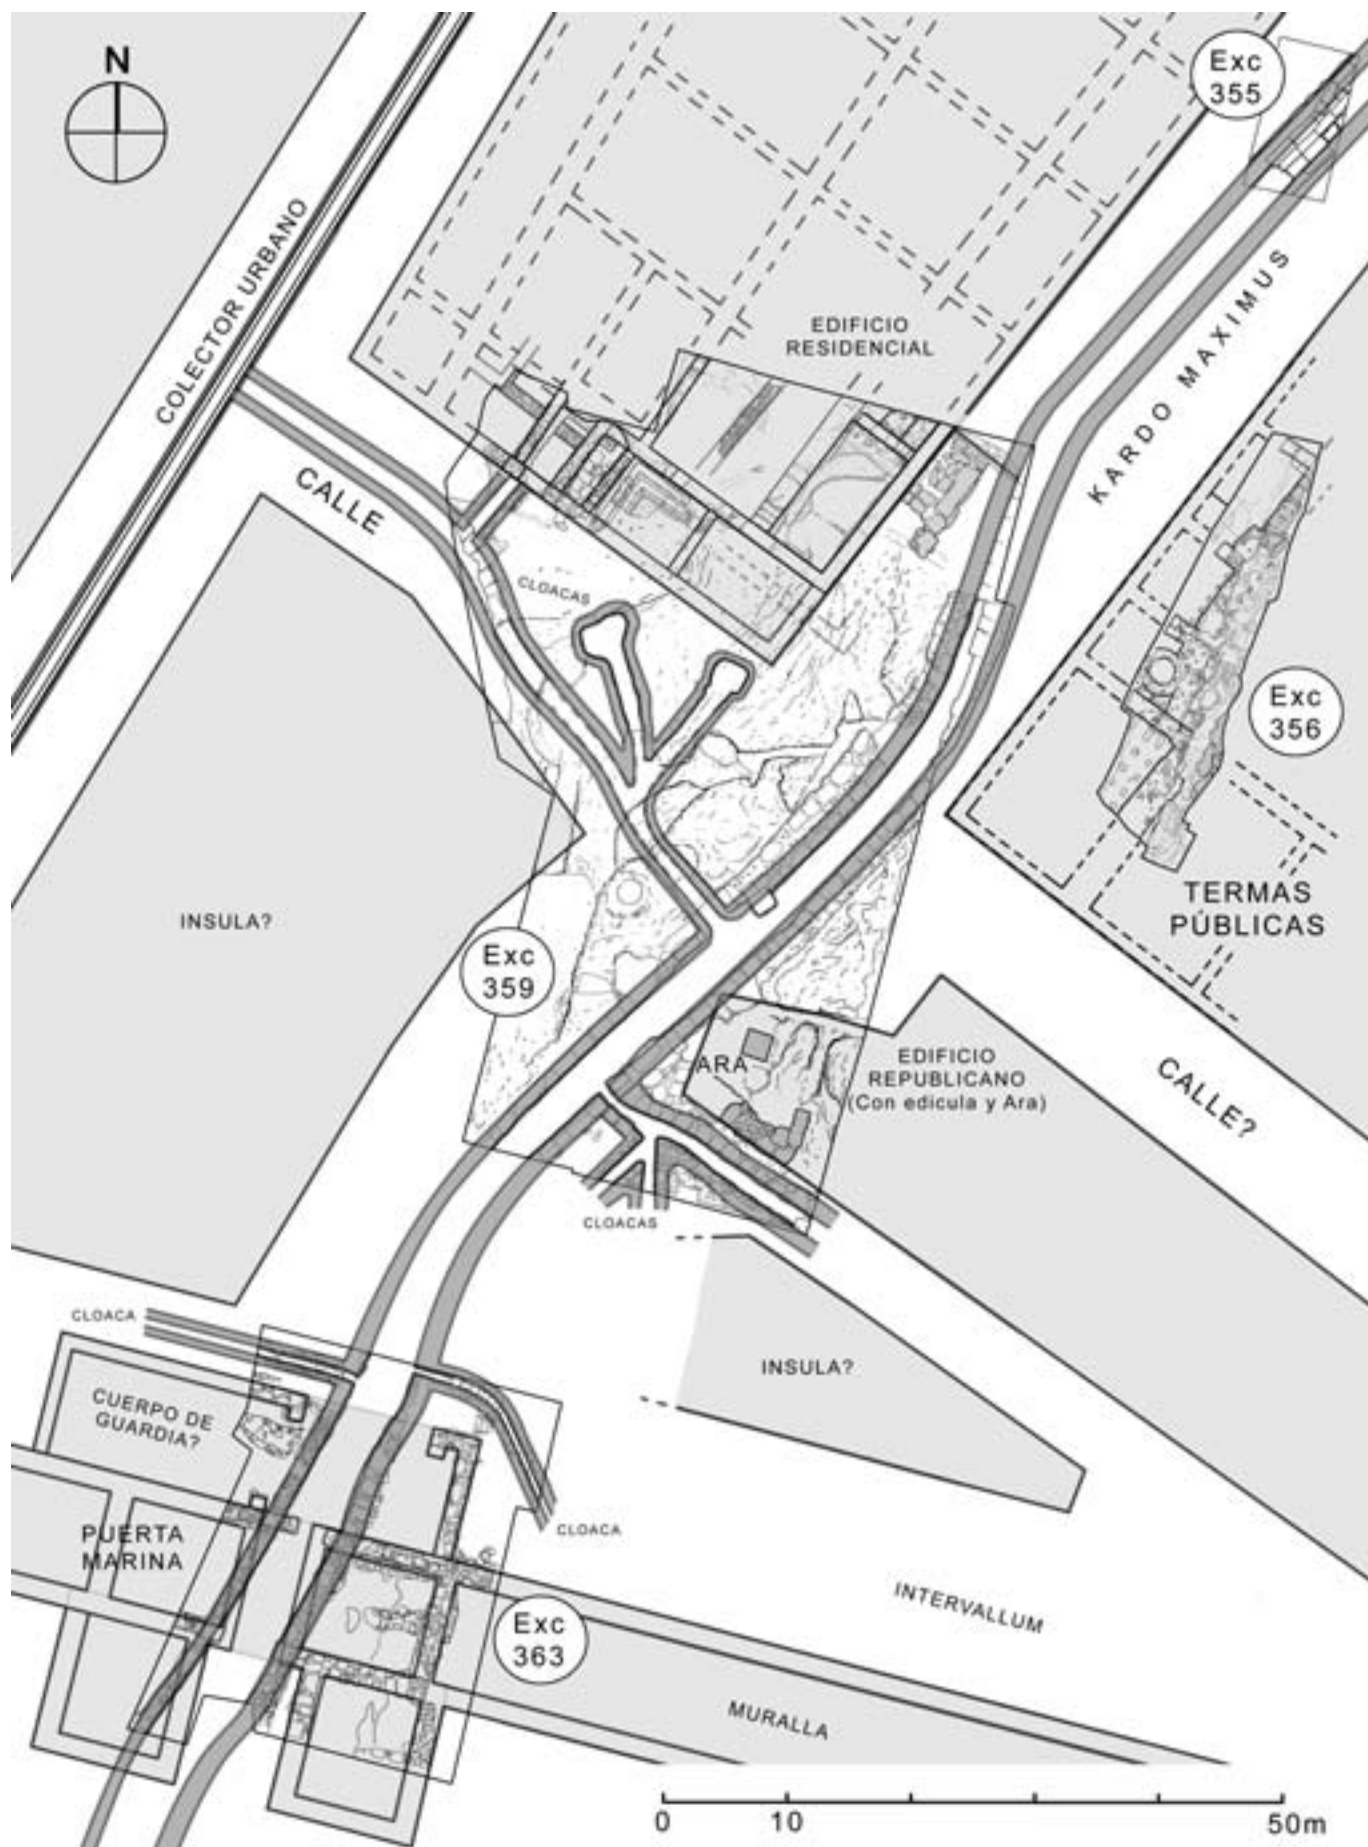 N
Exc
355
COLECTOR URBANO
EDIFICIO
RESIDENCIAL
KARDO MAXIMUS
CALLE
CLOACAS
Exc
356
TERMAS
PÚBLICAS
INSULA?
Exc
359
ARA
EDIFICIO
REPUBLICANO
(Con edicula y Ara)
CALLE?
CLOACAS
CLOACA
INSULA?
CUERPO DE
GUARDIA?
CLOACA
PUERTA
MARINA
INTERVALLUM
Exc
363
MURALLA
0 10 50m